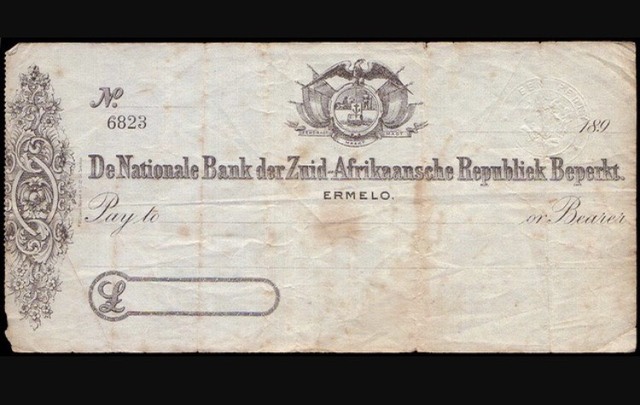 No.
6823
189
De Nationale Bank der Zuid-Afrikaansche Republiek Beperkt.
ERMELO.
Pay to or Bearer
£